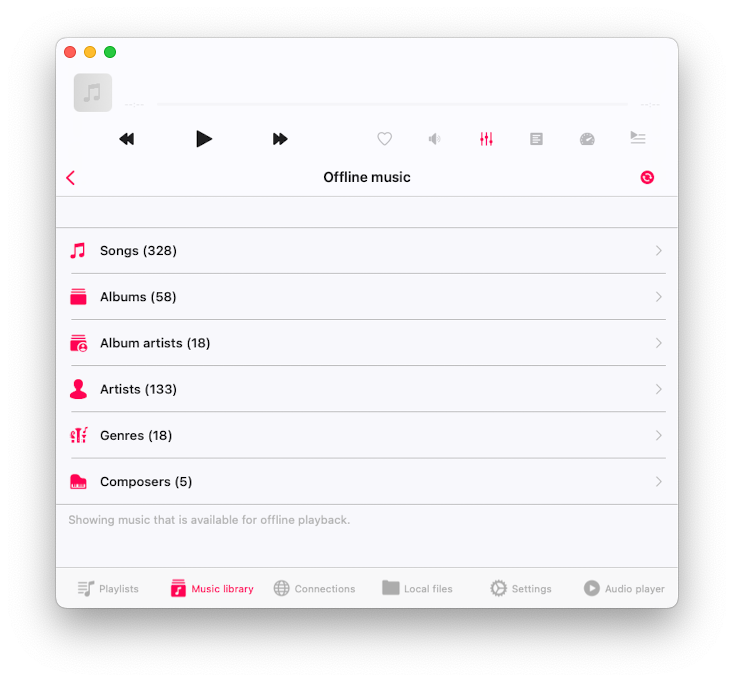 --:-- --:--
Offline music
Songs (328)
Albums (58)
Album artists (18)
Artists (133)
Genres (18)
Composers (5)
Showing music that is available for offline playback.
Playlists Music library Connections Local files Settings Audio player